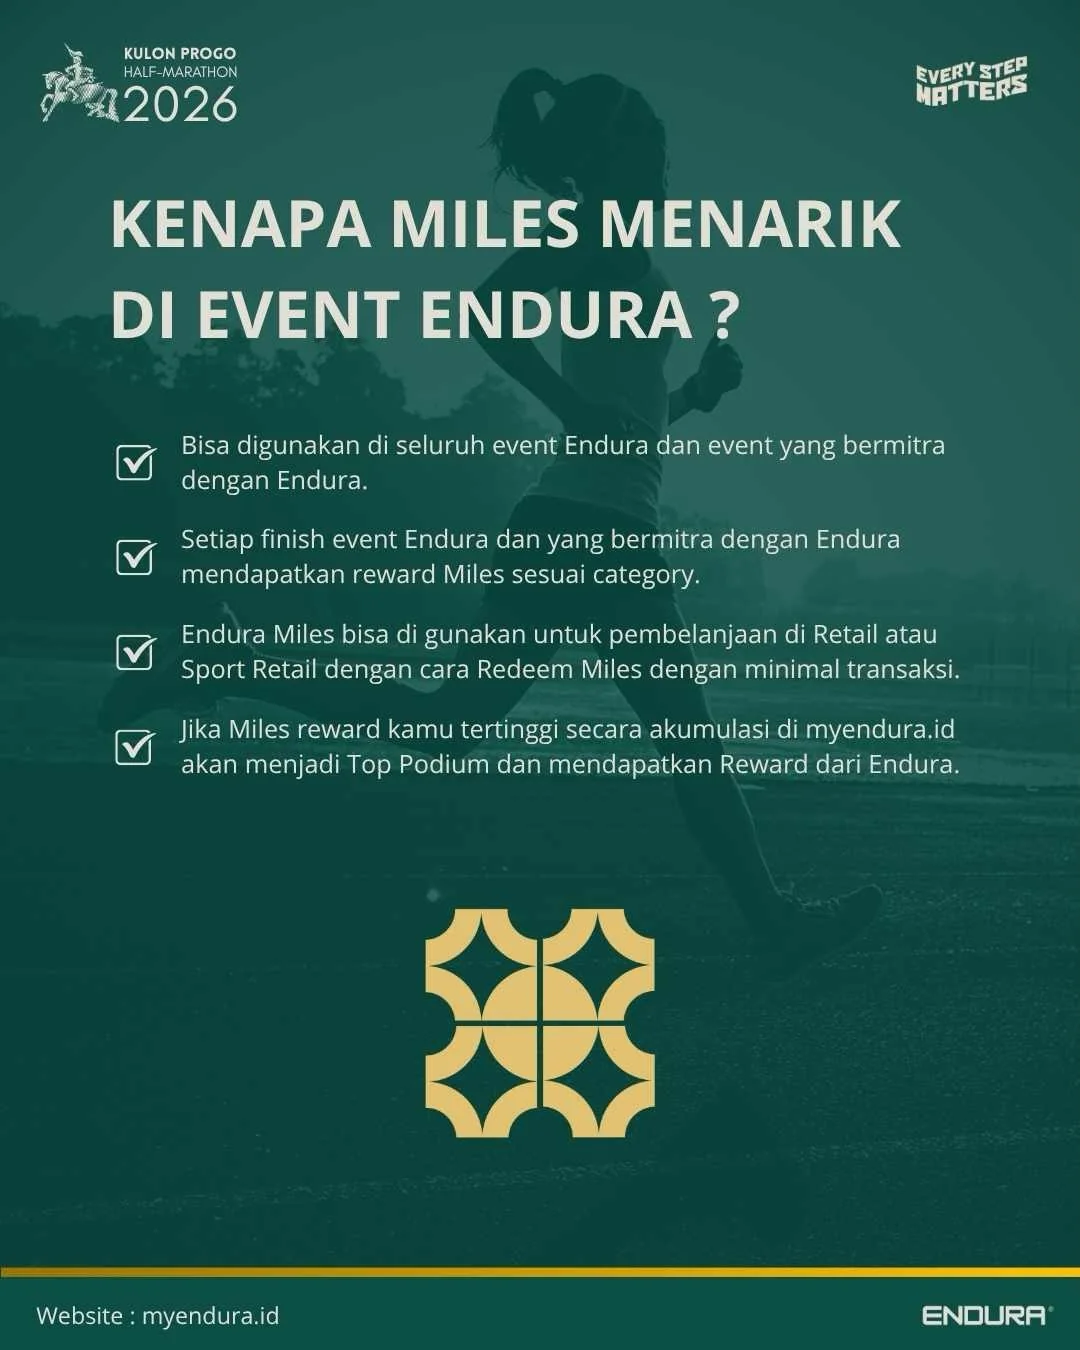 KULON PROGO
HALF-MARATHON
2026
EVERY STEP
MATTERS
KENAPA MILES MENARIK
DI EVENT ENDURA ?
Bisa digunakan di seluruh event Endura dan event yang bermitra
dengan Endura.
Setiap finish event Endura dan yang bermitra dengan Endura
mendapatkan reward Miles sesuai category.
Endura Miles bisa di gunakan untuk pembelanjaan di Retail atau
Sport Retail dengan cara Redeem Miles dengan minimal transaksi.
Jika Miles reward kamu tertinggi secara akumulasi di myendura.id
akan menjadi Top Podium dan mendapatkan Reward dari Endura.
Website : myendura.id
ENDURA®